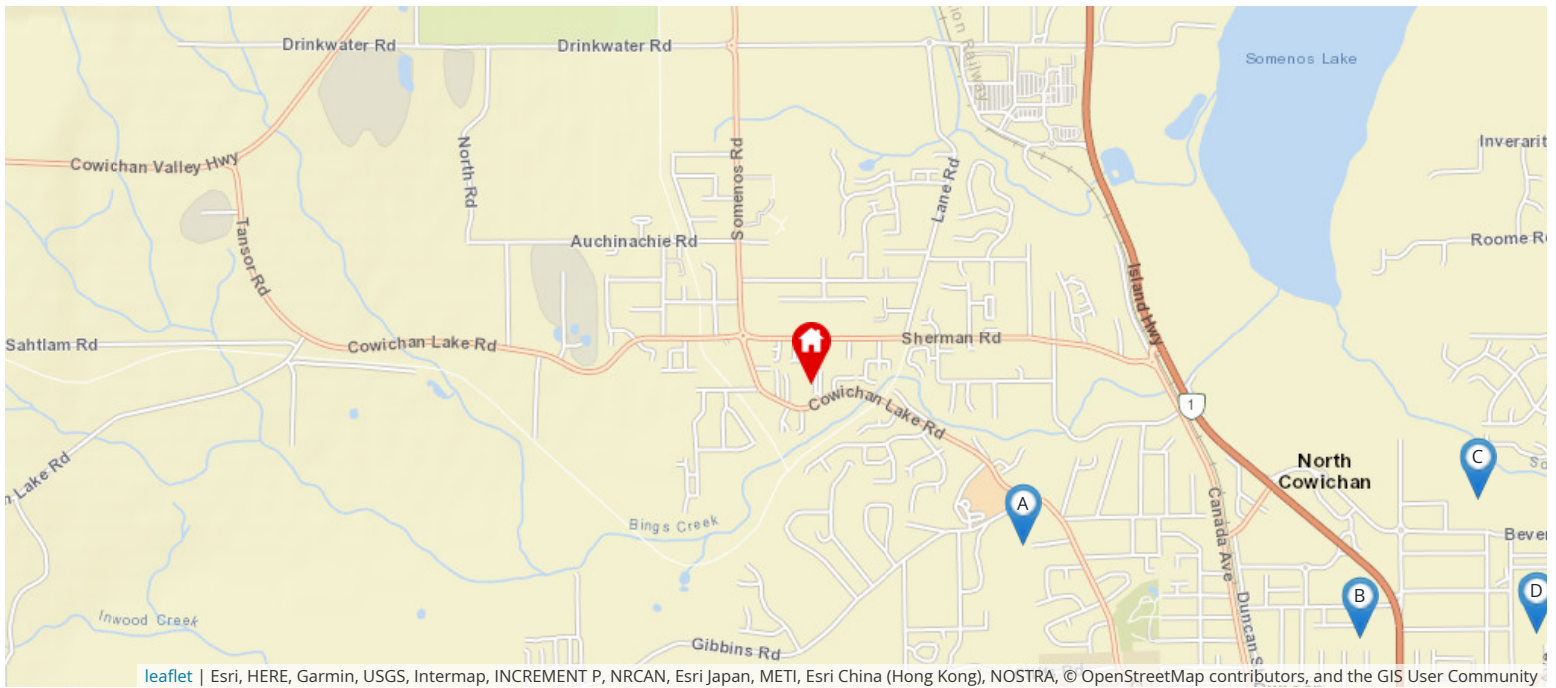 Drinkwater Rd
Drinkwater Rd
Railway
Somenos Lake
Cowichan Valley Hwy
North Rd
Somenos Rd
Lane Rd
Inverarit
Tansor Rd
Auchinachie Rd
Roome R
Island Hwy
Sahtlam Rd
Cowichan Lake Rd
Sherman Rd
Cowichan Lake Rd
1
North
Cowichan
C
Lake Rd
A
Canada Ave
Bings Creek
Bever
Inwood Creek
B
D
Duncan S
Gibbins Rd
leaflet | Esri, HERE, Garmin, USGS, Intermap, INCREMENT P, NRCAN, Esri Japan, METI, Esri China (Hong Kong), NOSTRA, © OpenStreetMap contributors, and the GIS User Community